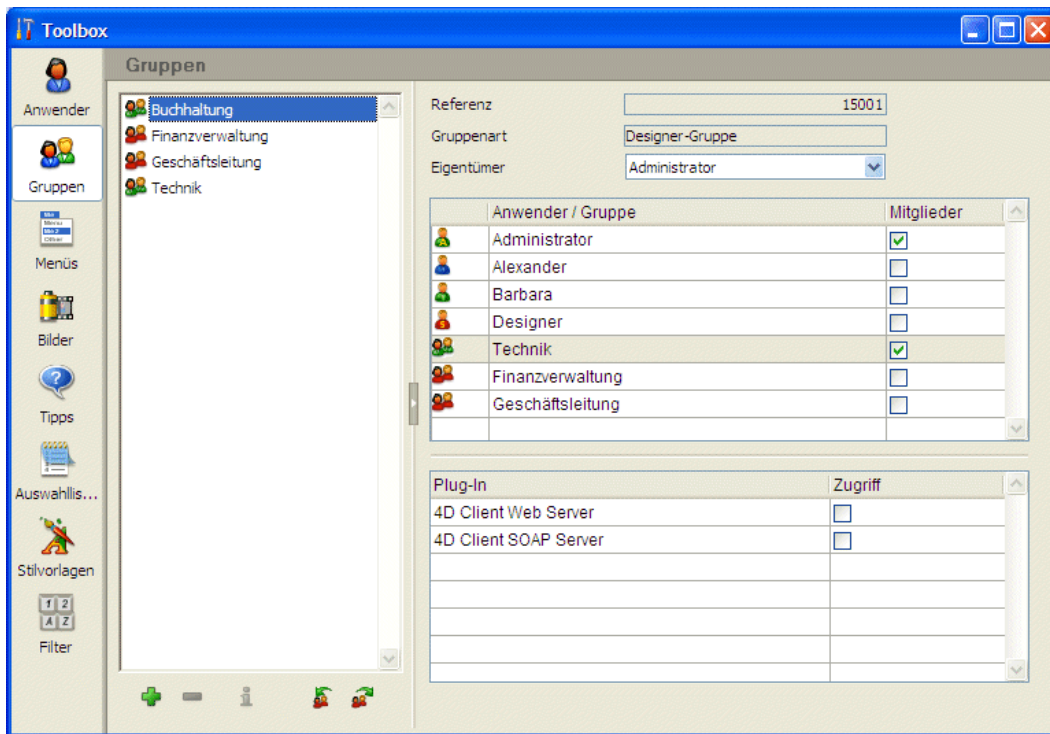 Toolbox
Anwender
Gruppen
Menüs
Bilder
Tipps
Auswahllis...
Stilvorlagen
1 2
A Z
Filter
Gruppen
Buchhaltung
Finanzverwaltung
Geschäftsleitung
Technik
Referenz 15001
Gruppenart Designer-Gruppe
Eigentümer Administrator
Anwender / Gruppe Mitglieder
Administrator
Alexander
Barbara
Designer
Technik
Finanzverwaltung
Geschäftsleitung
Plug-In Zugriff
4D Client Web Server
4D Client SOAP Server